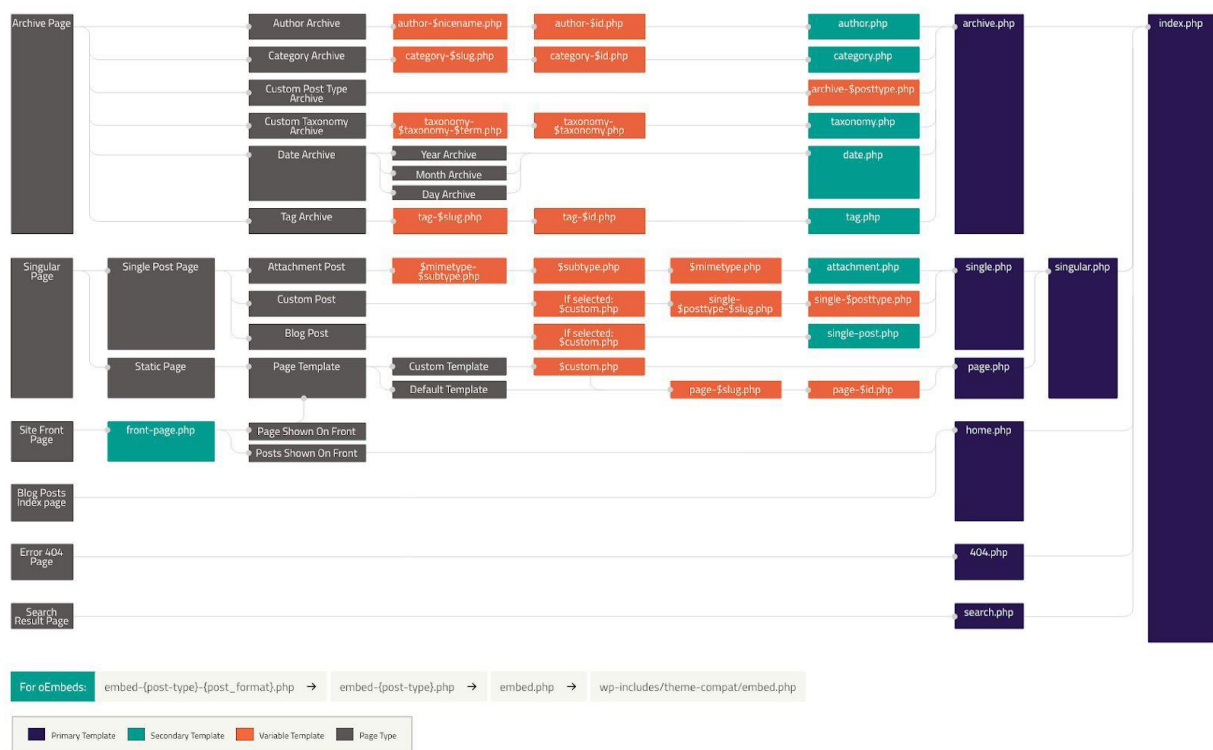 Archive Page
Author Archive
author-$nicename.php
author-$id.php
author.php
archive.php
index.php
Category Archive
category-$slug.php
category-$id.php
category.php
Custom Post Type
Archive
archive-$posttype.php
Custom Taxonomy
Archive
taxonomy-
$taxonomy-$term.php
taxonomy-
$taxonomy.php
taxonomy.php
Date Archive
Year Archive
Month Archive
Day Archive
date.php
Tag Archive
tag-$slug.php
tag-$id.php
tag.php
Singular
Page
Single Post Page
Attachment Post
$mimetype-
$subtype.php
$subtype.php
$mimetype.php
attachment.php
single.php
singular.php
Custom Post
If selected:
$custom.php
single-
$posttype-$slug.php
single-$posttype.php
Blog Post
If selected:
$custom.php
single-post.php
Static Page
Page Template
Custom Template
$custom.php
page.php
Default Template
page-$slug.php
page-$id.php
Site Front
Page
front-page.php
Page Shown On Front
Posts Shown On Front
home.php
Blog Posts
Index page
Error 404
Page
404.php
Search
Result Page
search.php
For oEmbeds:
embed-{post-type}-{post_format}.php → embed-{post-type}.php → embed.php → wp-includes/theme-compat/embed.php
Primary Template
Secondary Template
Variable Template
Page Type